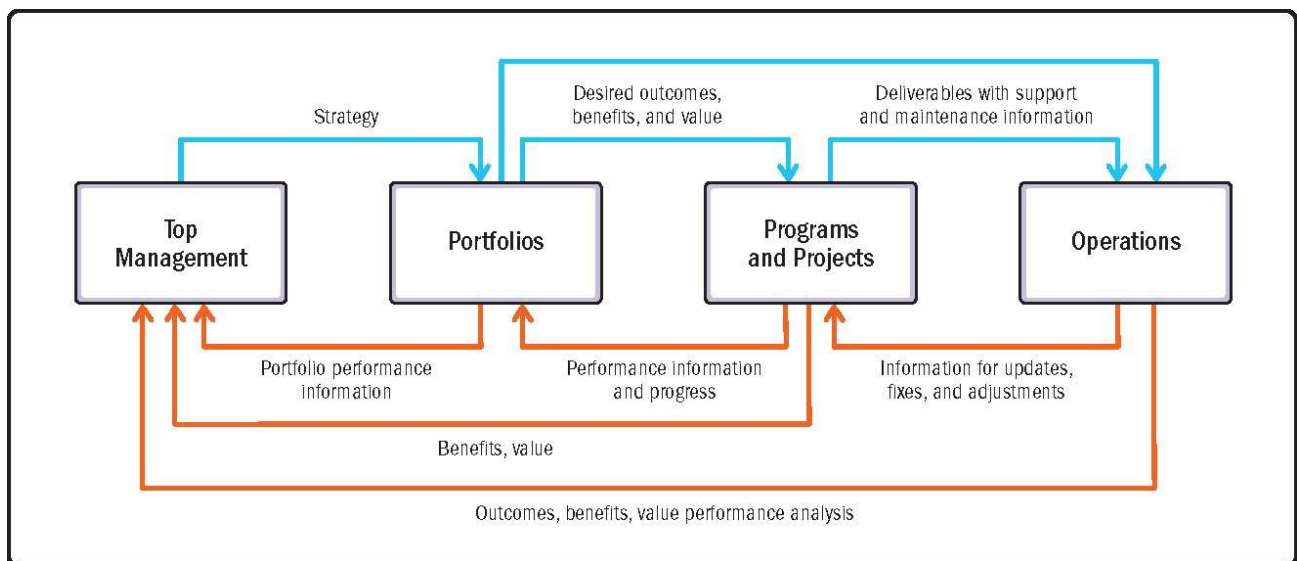 Strategy
Desired outcomes,
benefits, and value
Deliverables with support
and maintenance information
Top
Management
Portfolios
Programs
and Projects
Operations
Portfolio performance
information
Performance information
and progress
Information for updates,
fixes, and adjustments
Benefits, value
Outcomes, benefits, value performance analysis